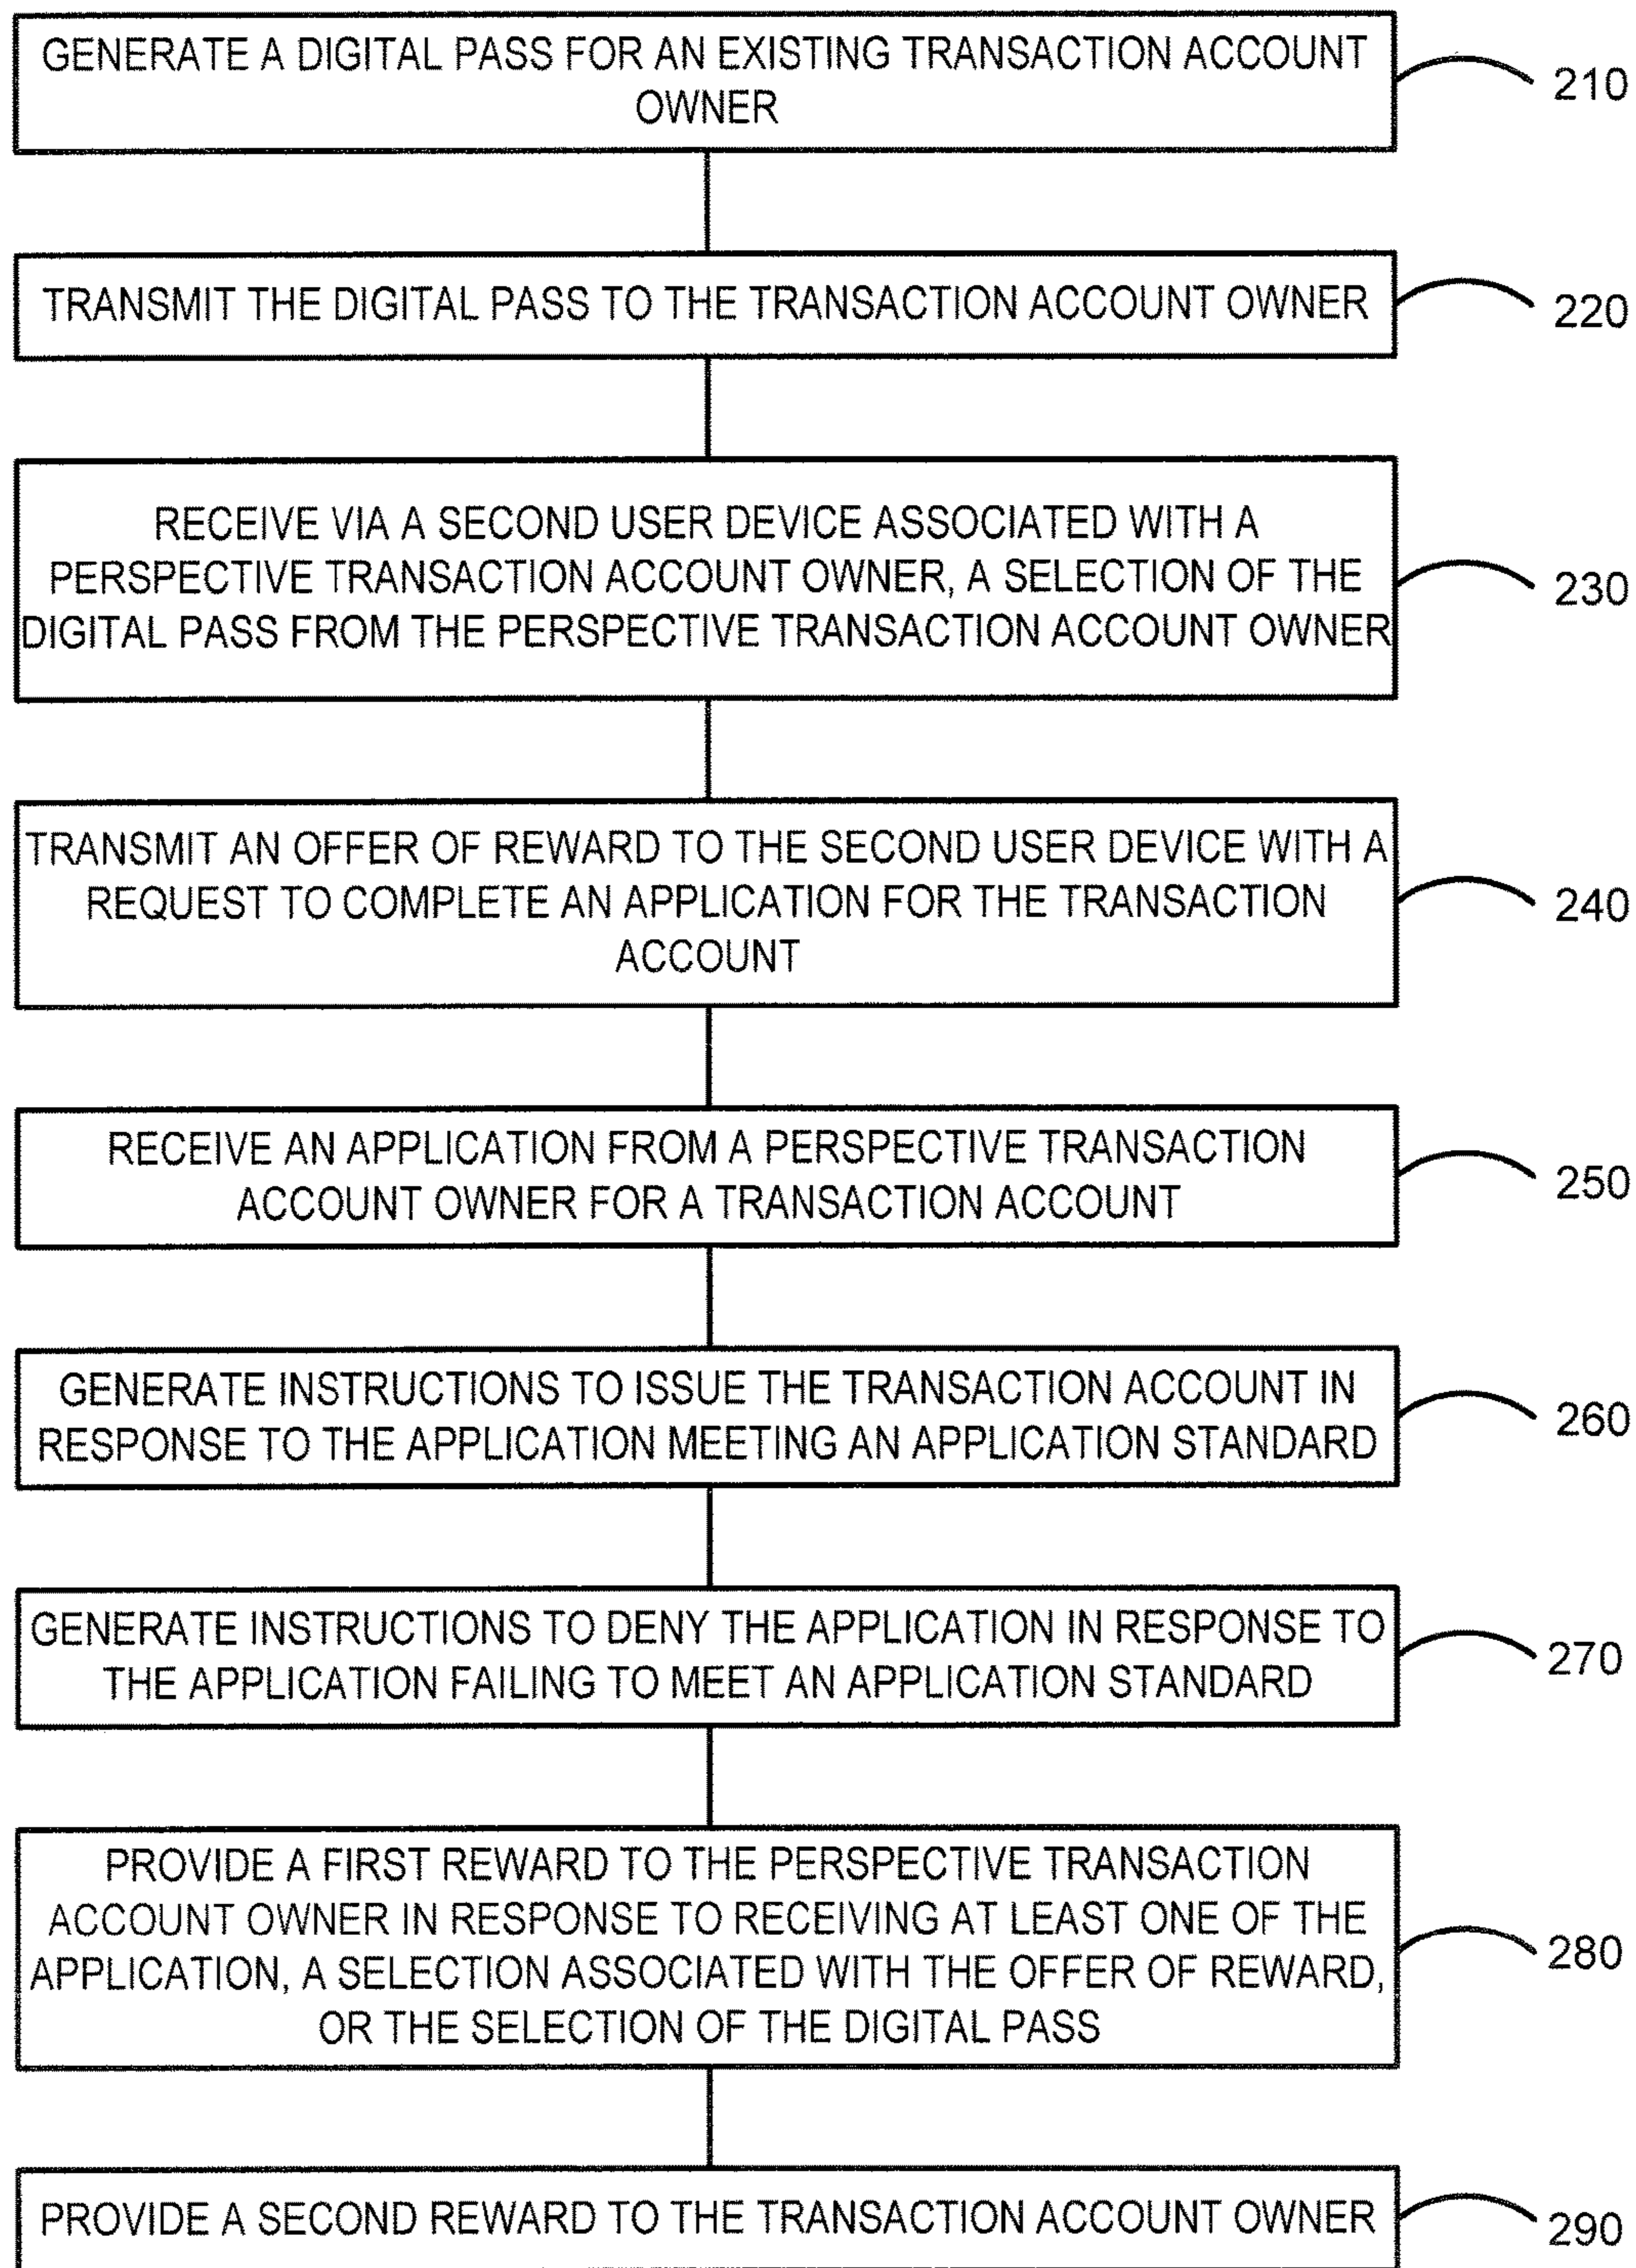 GENERATE A DIGITAL PASS FOR AN EXISTING TRANSACTION ACCOUNT
OWNER
210
TRANSMIT THE DIGITAL PASS TO THE TRANSACTION ACCOUNT OWNER
220
RECEIVE VIA A SECOND USER DEVICE ASSOCIATED WITH A
PERSPECTIVE TRANSACTION ACCOUNT OWNER, A SELECTION OF THE
DIGITAL PASS FROM THE PERSPECTIVE TRANSACTION ACCOUNT OWNER
230
TRANSMIT AN OFFER OF REWARD TO THE SECOND USER DEVICE WITH A
REQUEST TO COMPLETE AN APPLICATION FOR THE TRANSACTION
ACCOUNT
240
RECEIVE AN APPLICATION FROM A PERSPECTIVE TRANSACTION
ACCOUNT OWNER FOR A TRANSACTION ACCOUNT
250
GENERATE INSTRUCTIONS TO ISSUE THE TRANSACTION ACCOUNT IN
RESPONSE TO THE APPLICATION MEETING AN APPLICATION STANDARD
260
GENERATE INSTRUCTIONS TO DENY THE APPLICATION IN RESPONSE TO
THE APPLICATION FAILING TO MEET AN APPLICATION STANDARD
270
PROVIDE A FIRST REWARD TO THE PERSPECTIVE TRANSACTION
ACCOUNT OWNER IN RESPONSE TO RECEIVING AT LEAST ONE OF THE
APPLICATION, A SELECTION ASSOCIATED WITH THE OFFER OF REWARD,
OR THE SELECTION OF THE DIGITAL PASS
280
PROVIDE A SECOND REWARD TO THE TRANSACTION ACCOUNT OWNER
290